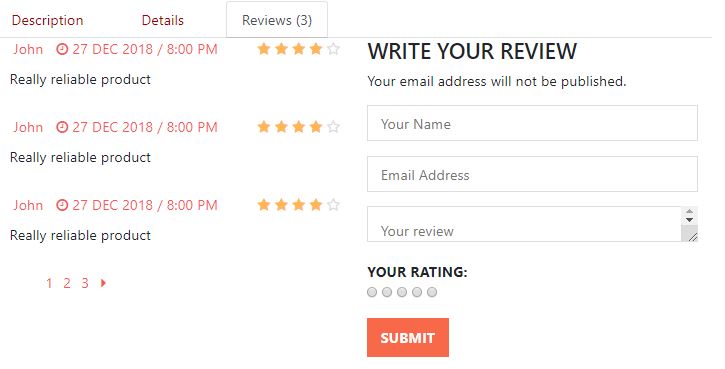 Description Details Reviews (3)
John 27 DEC 2018 / 8:00 PM
Really reliable product
John 27 DEC 2018 / 8:00 PM
Really reliable product
John 27 DEC 2018 / 8:00 PM
Really reliable product
1 2 3
WRITE YOUR REVIEW
Your email address will not be published.
Your Name
Email Address
Your review
YOUR RATING:
SUBMIT